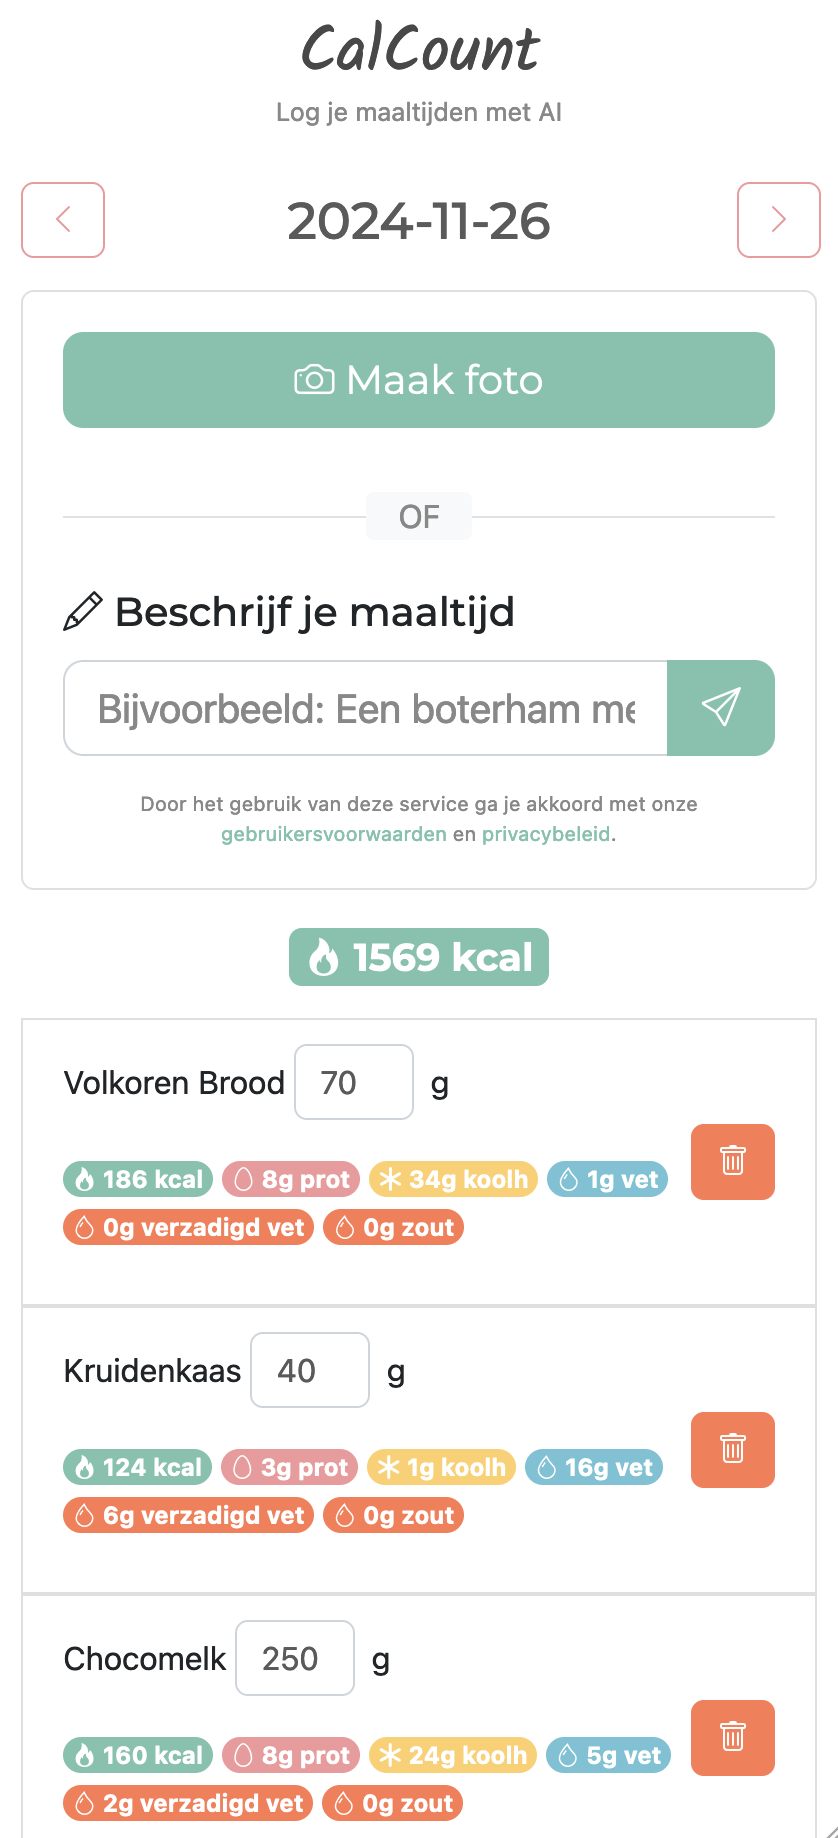 CalCount
Log je maaltijden met AI
2024-11-26
Maak foto
OF
Beschrijf je maaltijd
Bijvoorbeeld: Een boterham me
Door het gebruik van deze service ga je akkoord met onze
gebruikersvoorwaarden en privacybeleid.
1569 kcal
Volkoren Brood 70 g
186 kcal 8g prot 34g koolh 1g vet
0g verzadigd vet 0g zout
Kruidenkaas 40 g
124 kcal 3g prot 1g koolh 16g vet
6g verzadigd vet 0g zout
Chocomelk 250 g
160 kcal 8g prot 24g koolh 5g vet
2g verzadigd vet 0g zout